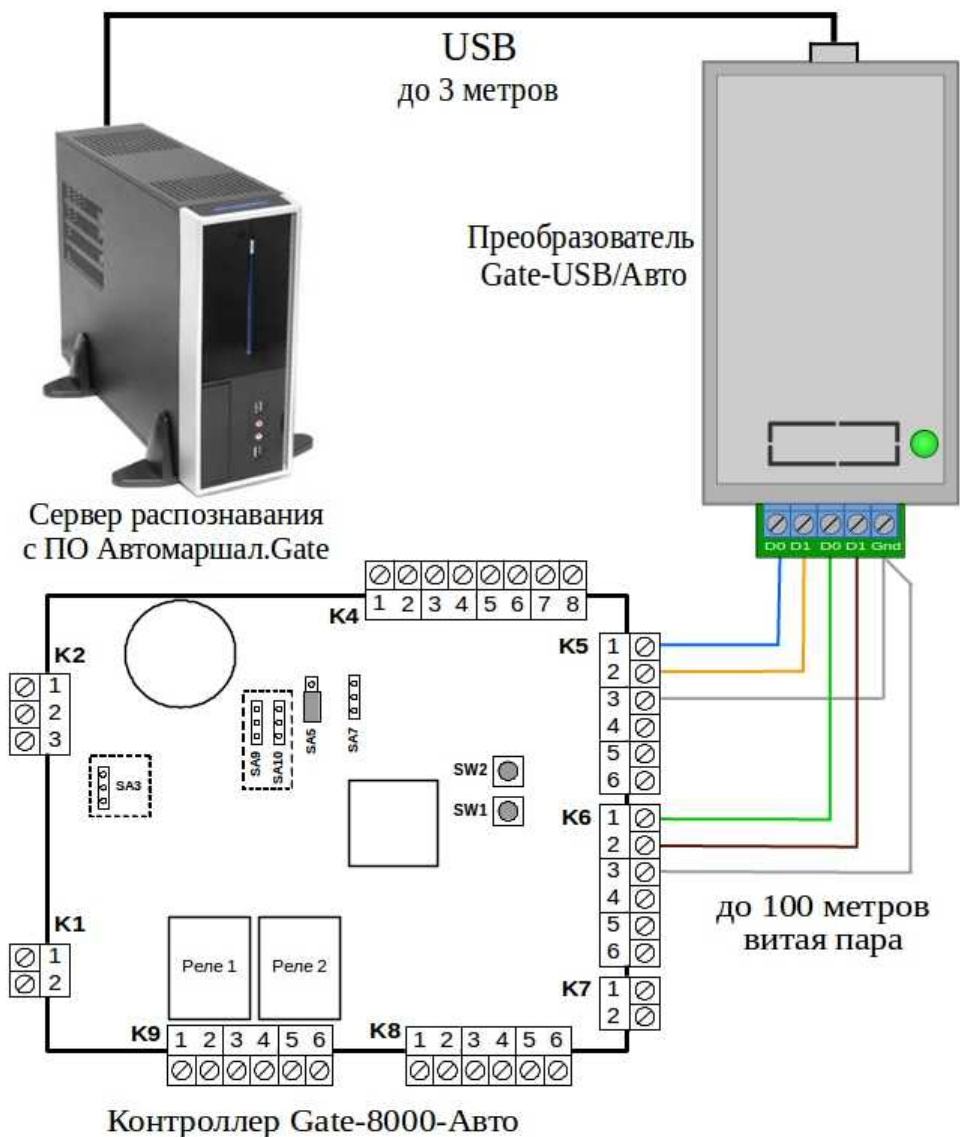 USB
до 3 метров
Преобразователь
Gate-USB/Авто
Сервер распознавания
с ПО Автомаршал.Gate
D0 D1 D0 D1 Gnd
K4
1 2 3 4 5 6 7 8
K2
1
2
3
K5
1
2
3
4
5
6
SA3
SA9
SA10
SA5
SA7
SW2
SW1
K6
1
2
3
4
5
6
до 100 метров
витая пара
K1
1
2
Реле 1
Реле 2
K7
1
2
K9
1 2 3 4 5 6
K8
1 2 3 4 5 6
Контроллер Gate-8000-Авто